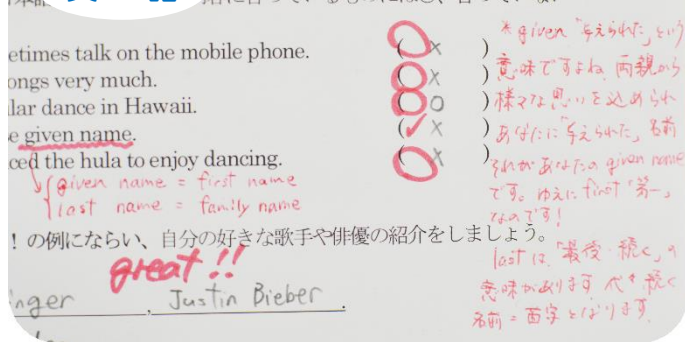 etimes talk on the mobile phone. ( × )
ongs very much. ( × )
lar dance in Hawaii. ( ○ )
e given name. ( × )
ced the hula to enjoy dancing. ( × )
given name = first name
last name = family name
! の例にならい、自分の好きな歌手や俳優の紹介をしましょう。
great!!
inger , Justin Bieber .
*given「与えられた」という
意味ですよね。両親から
様々な思いを込められ
あなたに「与えられた」名前
それがあなたの given name
です。ゆえに first「第一」
なのです!
lastは、「最後・続く」の
意味があります 代々続く
名前=苗字となります。